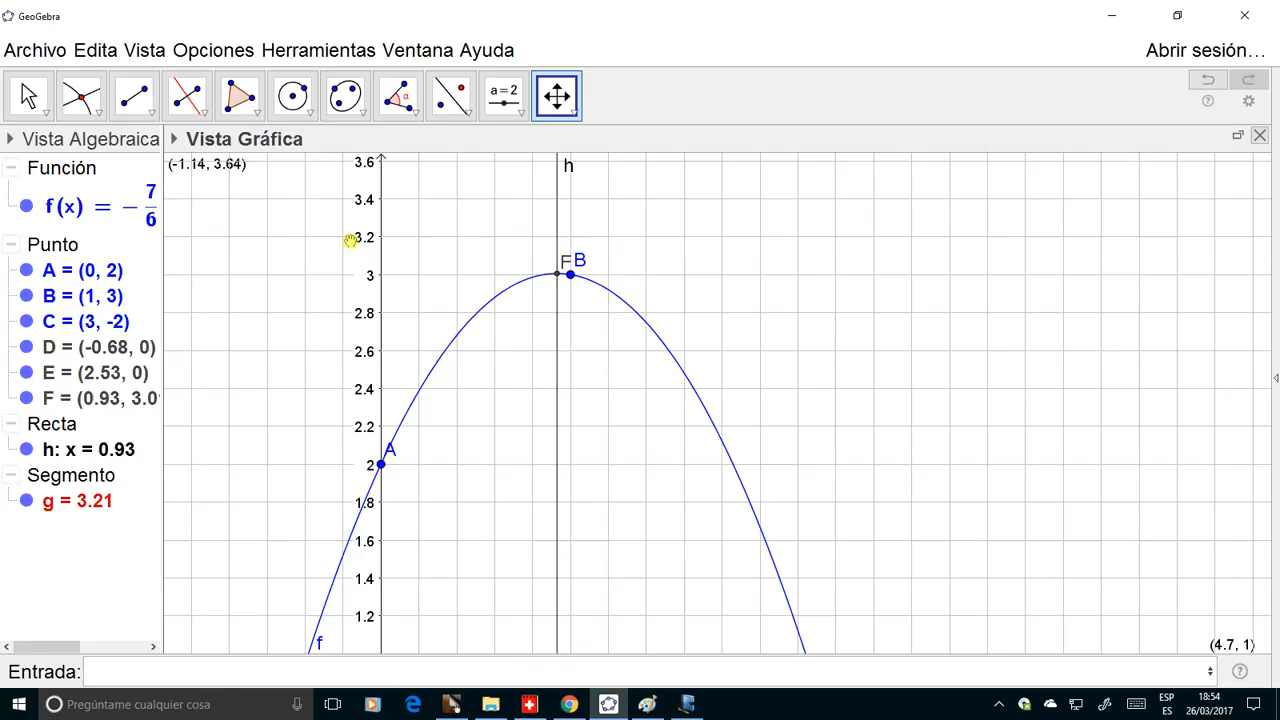 GeoGebra
Archivo Edita Vista Opciones Herramientas Ventana Ayuda
Abrir sesión…
a = 2
α
Vista Algebraica
Vista Gráfica
Función
f(x) = − 7
6
Punto
A = (0, 2)
B = (1, 3)
C = (3, -2)
D = (-0.68, 0)
E = (2.53, 0)
F = (0.93, 3.0
Recta
h: x = 0.93
Segmento
g = 3.21
(-1.14, 3.64)
3.6
h
3.4
3.2
F B
3
2.8
2.6
2.4
2.2
A
2
1.8
1.6
1.4
1.2
f
(4.7, 1)
Entrada:
Pregúntame cualquier cosa
ESP
ES
18:54
26/03/2017